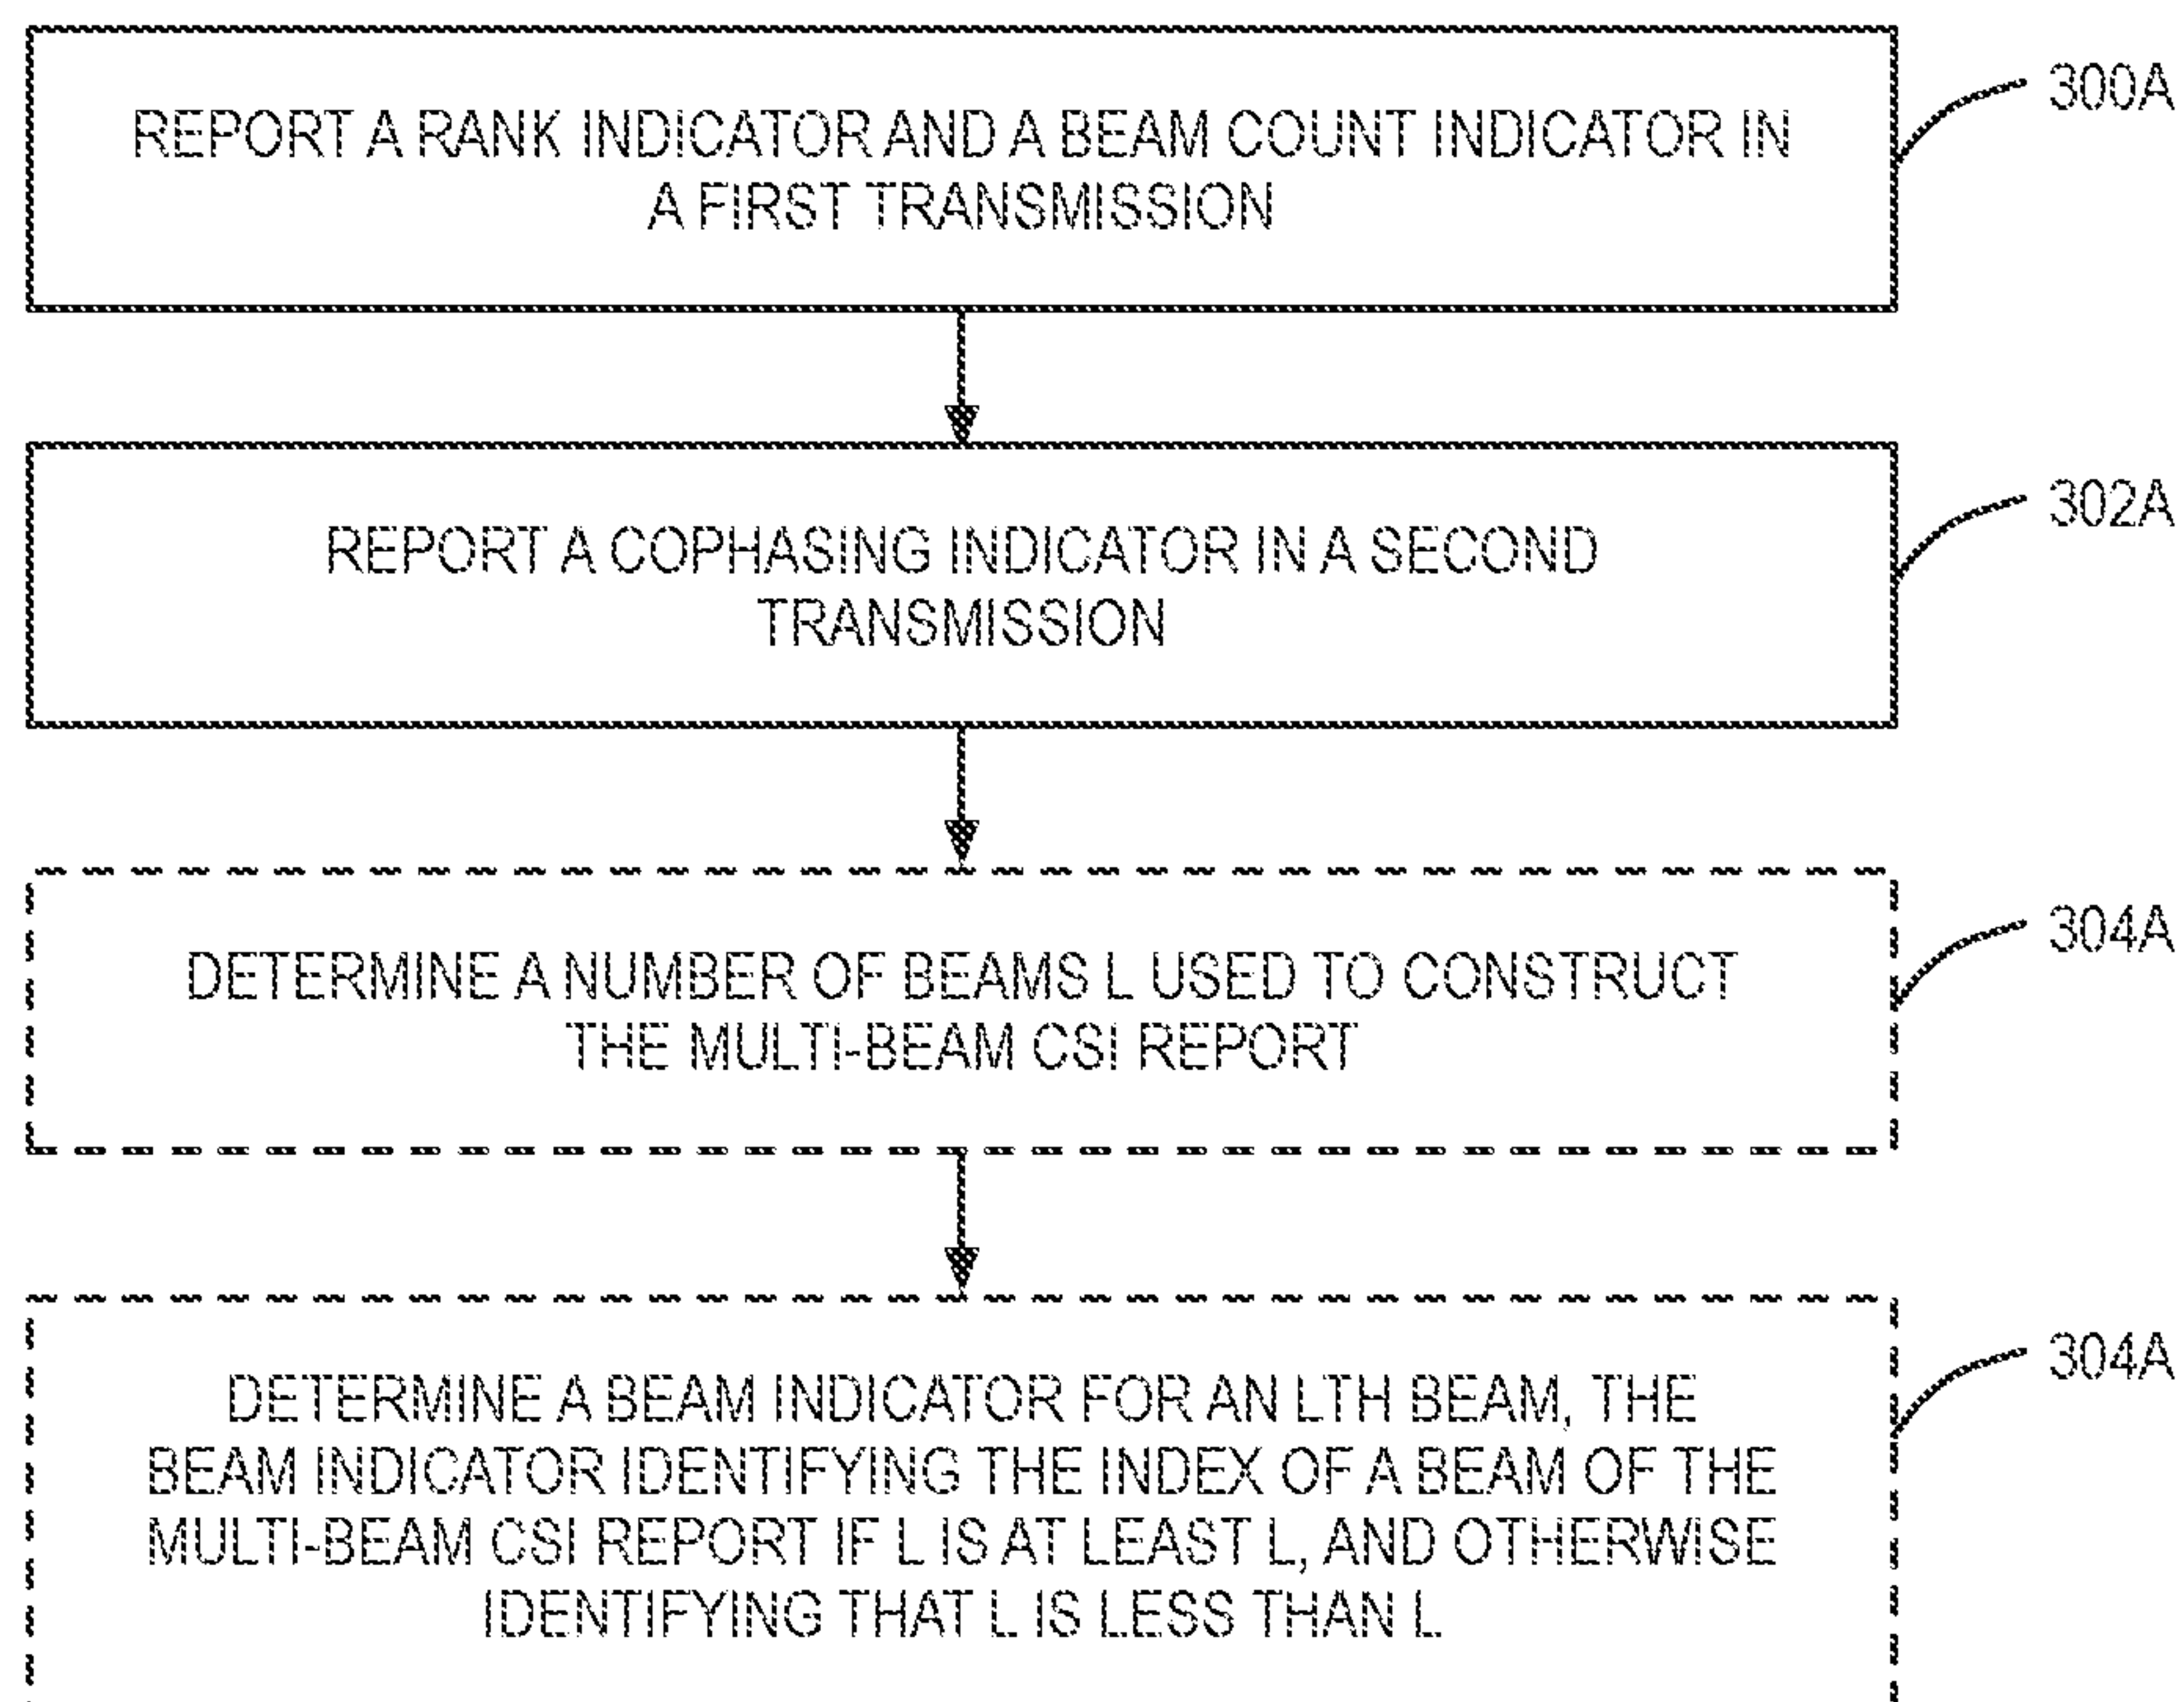 REPORT A RANK INDICATOR AND A BEAM COUNT INDICATOR IN
A FIRST TRANSMISSION
300A
REPORT A COPHASING INDICATOR IN A SECOND
TRANSMISSION
302A
DETERMINE A NUMBER OF BEAMS L USED TO CONSTRUCT
THE MULTI-BEAM CSI REPORT
304A
DETERMINE A BEAM INDICATOR FOR AN LTH BEAM, THE
BEAM INDICATOR IDENTIFYING THE INDEX OF A BEAM OF THE
MULTI-BEAM CSI REPORT IF L IS AT LEAST L, AND OTHERWISE
IDENTIFYING THAT L IS LESS THAN L
304A